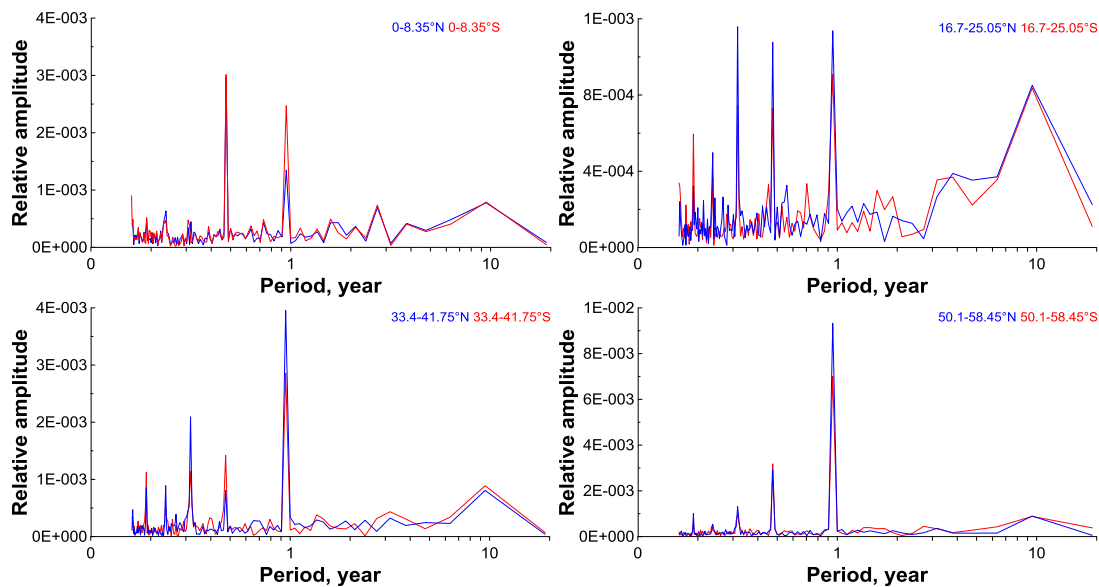 4E-003
3E-003
2E-003
1E-003
0E+000
Relative amplitude
0-8.35°N 0-8.35°S
0
1
10
Period, year
1E-003
8E-004
4E-004
0E+000
Relative amplitude
16.7-25.05°N 16.7-25.05°S
0
1
10
Period, year
4E-003
3E-003
2E-003
1E-003
0E+000
Relative amplitude
33.4-41.75°N 33.4-41.75°S
0
1
10
Period, year
1E-002
8E-003
6E-003
4E-003
2E-003
0E+000
Relative amplitude
50.1-58.45°N 50.1-58.45°S
0
1
10
Period, year